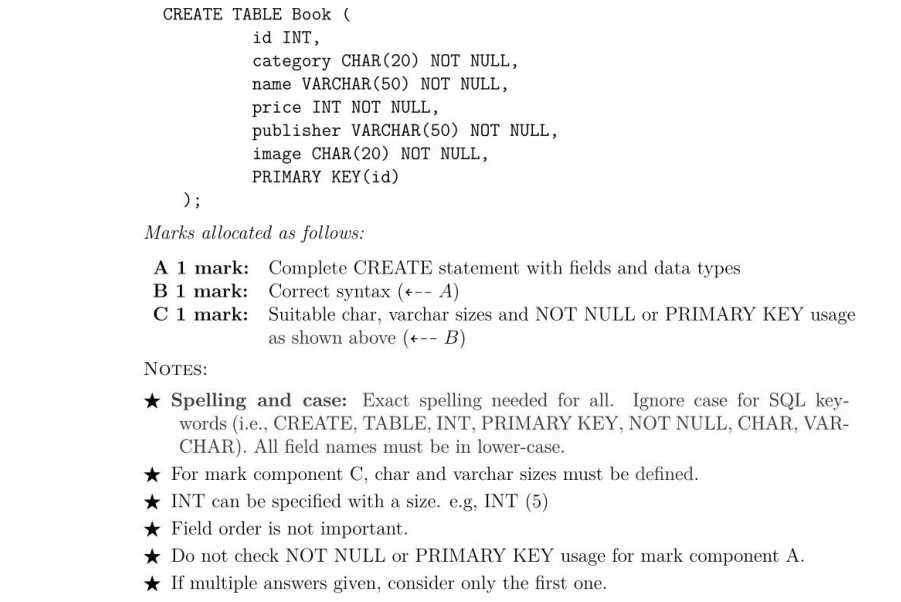 CREATE TABLE Book (
id INT,
category CHAR(20) NOT NULL,
name VARCHAR(50) NOT NULL,
price INT NOT NULL,
publisher VARCHAR(50) NOT NULL,
image CHAR(20) NOT NULL,
PRIMARY KEY(id)
);
Marks allocated as follows:
A 1 mark: Complete CREATE statement with fields and data types
B 1 mark: Correct syntax (⇠ A)
C 1 mark: Suitable char, varchar sizes and NOT NULL or PRIMARY KEY usage
as shown above (⇠ B)
NOTES:
★ Spelling and case: Exact spelling needed for all. Ignore case for SQL key-
words (i.e., CREATE, TABLE, INT, PRIMARY KEY, NOT NULL, CHAR, VAR-
CHAR). All field names must be in lower-case.
★ For mark component C, char and varchar sizes must be defined.
★ INT can be specified with a size. e.g, INT (5)
★ Field order is not important.
★ Do not check NOT NULL or PRIMARY KEY usage for mark component A.
★ If multiple answers given, consider only the first one.